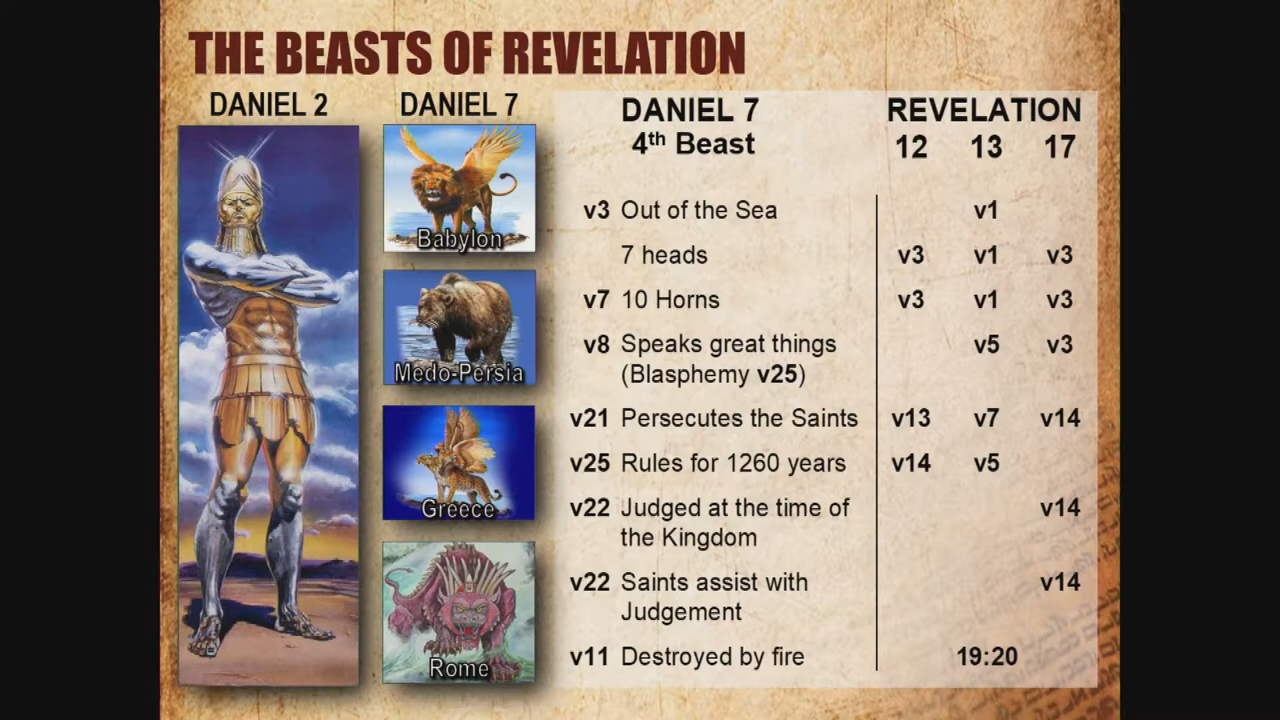 THE BEASTS OF REVELATION
DANIEL 2
DANIEL 7
Babylon
Medo-Persia
Greece
Rome
DANIEL 7
4th Beast
REVELATION
12 13 17
v3 Out of the Sea v1
7 heads v3 v1 v3
v7 10 Horns v3 v1 v3
v8 Speaks great things v5 v3
(Blasphemy v25)
v21 Persecutes the Saints v13 v7 v14
v25 Rules for 1260 years v14 v5
v22 Judged at the time of v14
the Kingdom
v22 Saints assist with v14
Judgement
v11 Destroyed by fire 19:20